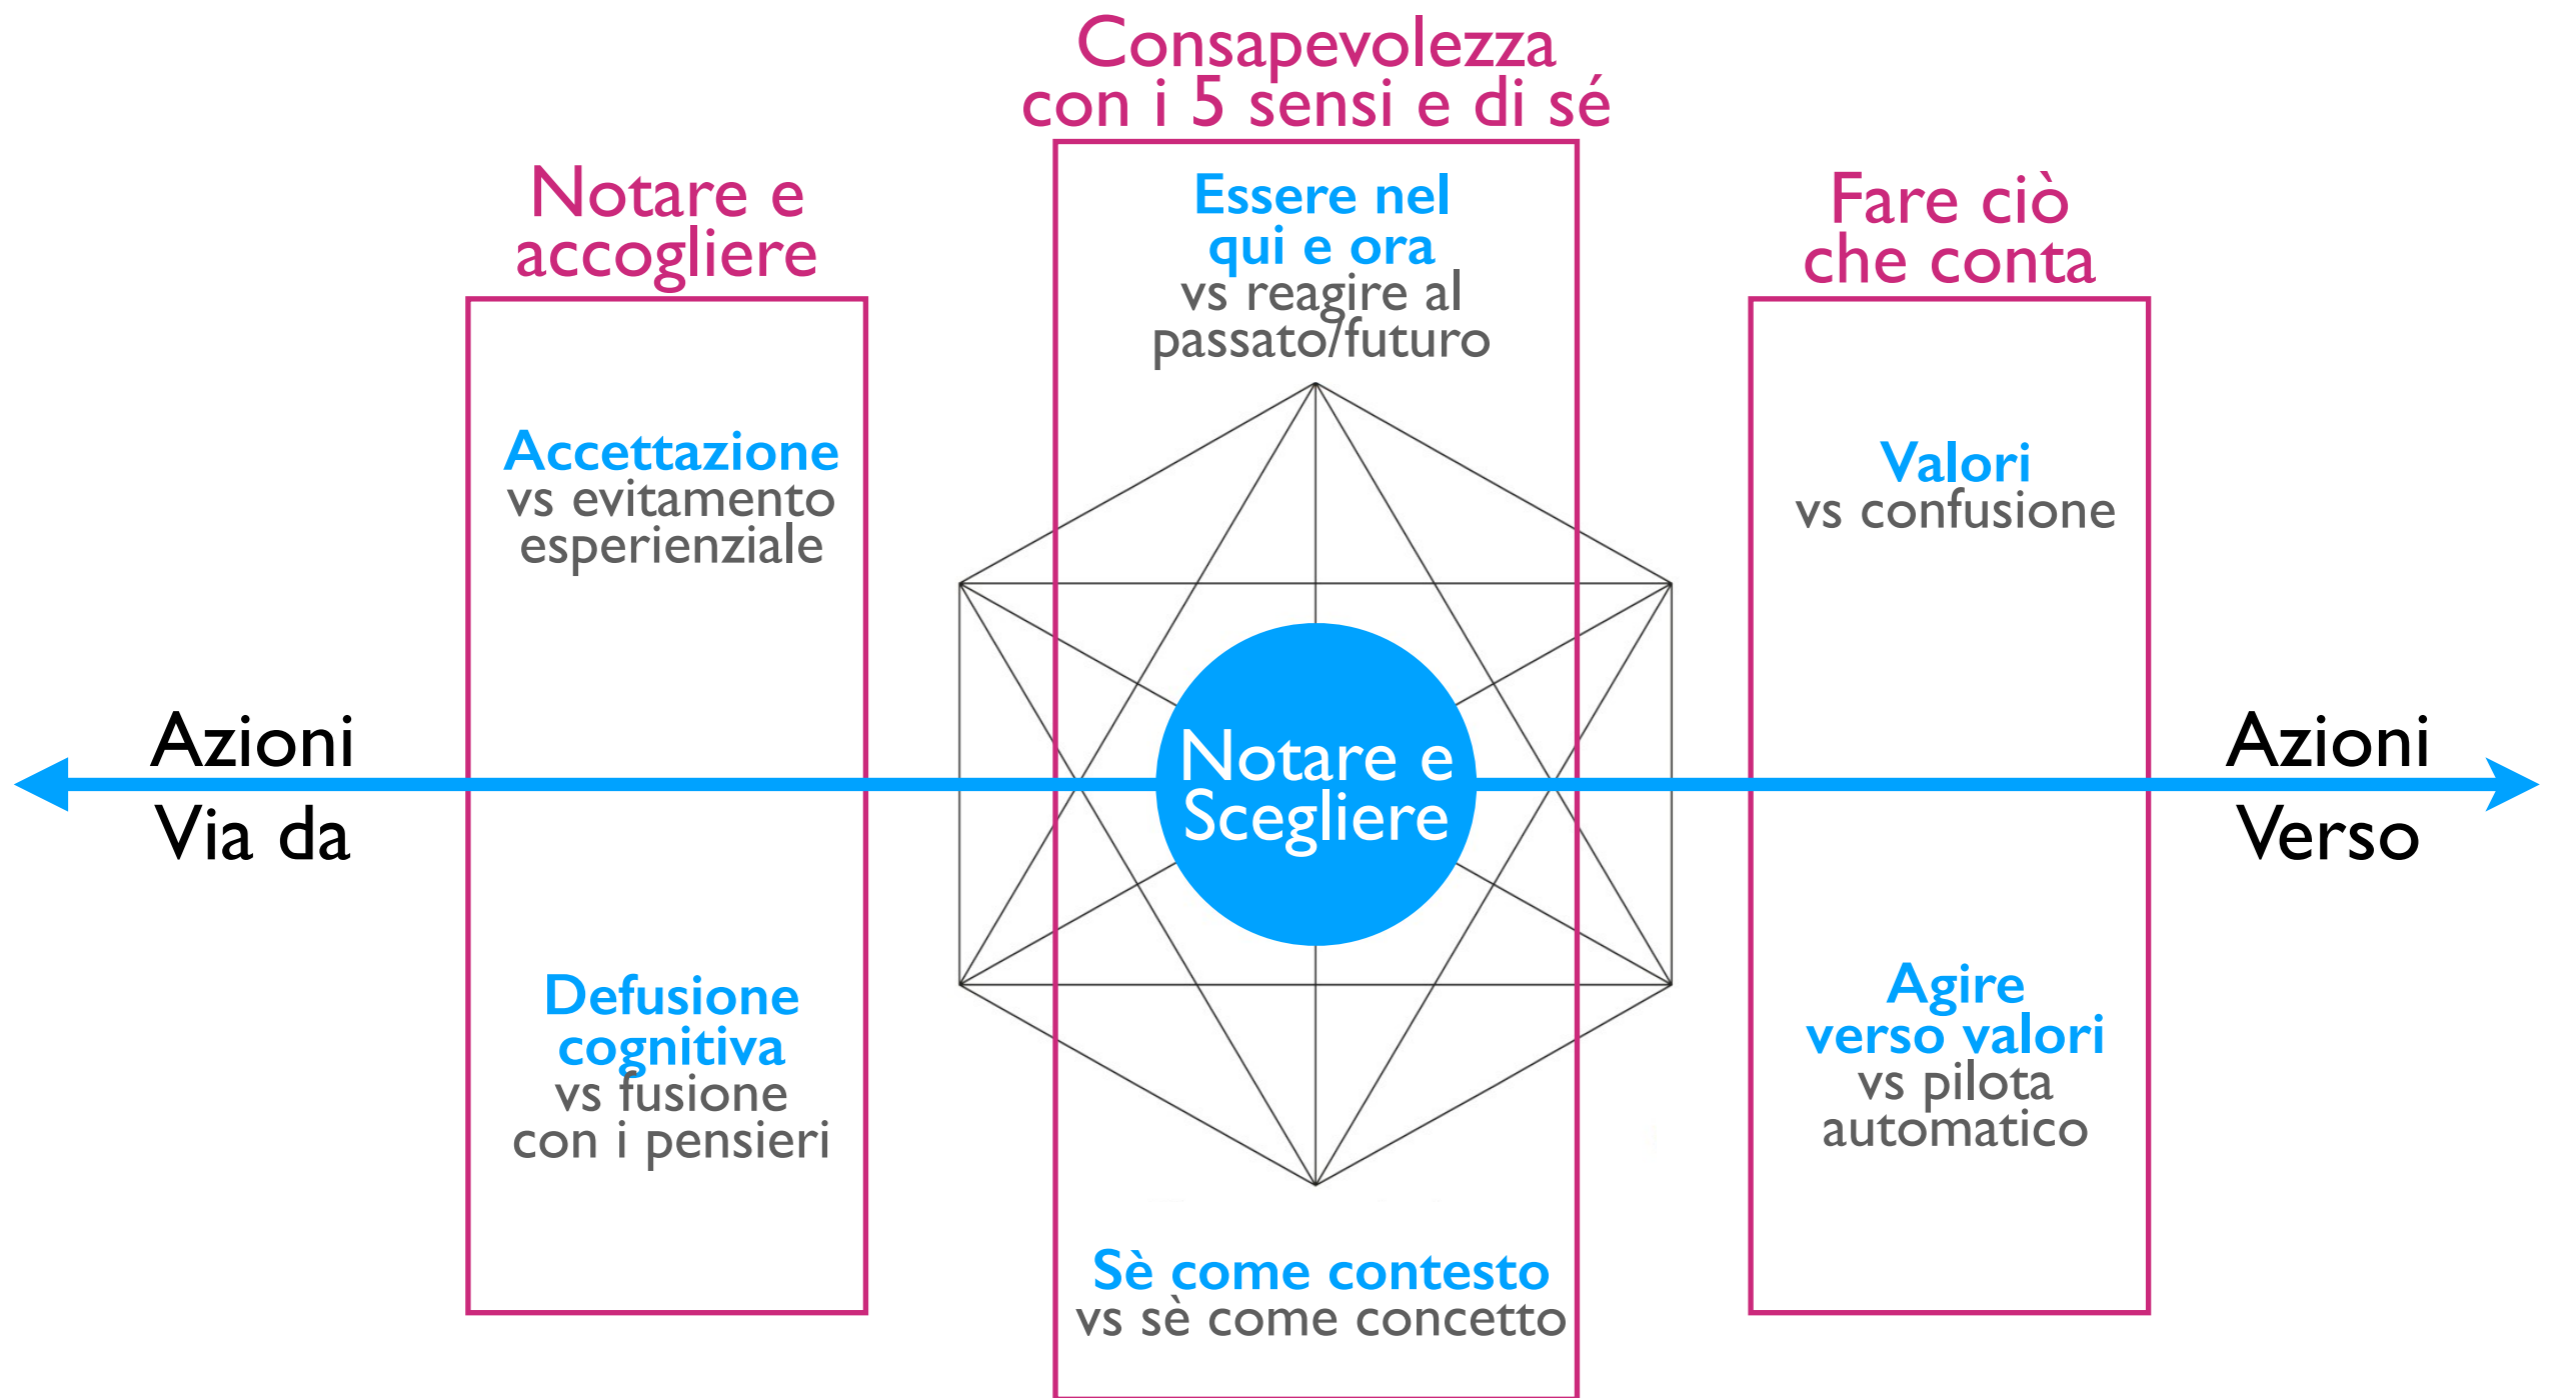 Consapevolezza
con i 5 sensi e di sé
Notare e
accogliere
Essere nel
qui e ora
vs reagire al
passato/futuro
Fare ciò
che conta
Accettazione
vs evitamento
esperienziale
Valori
vs confusione
Azioni
Via da
Notare e
Scegliere
Azioni
Verso
Defusione
cognitiva
vs fusione
con i pensieri
Agire
verso valori
vs pilota
automatico
Sè come contesto
vs sè come concetto